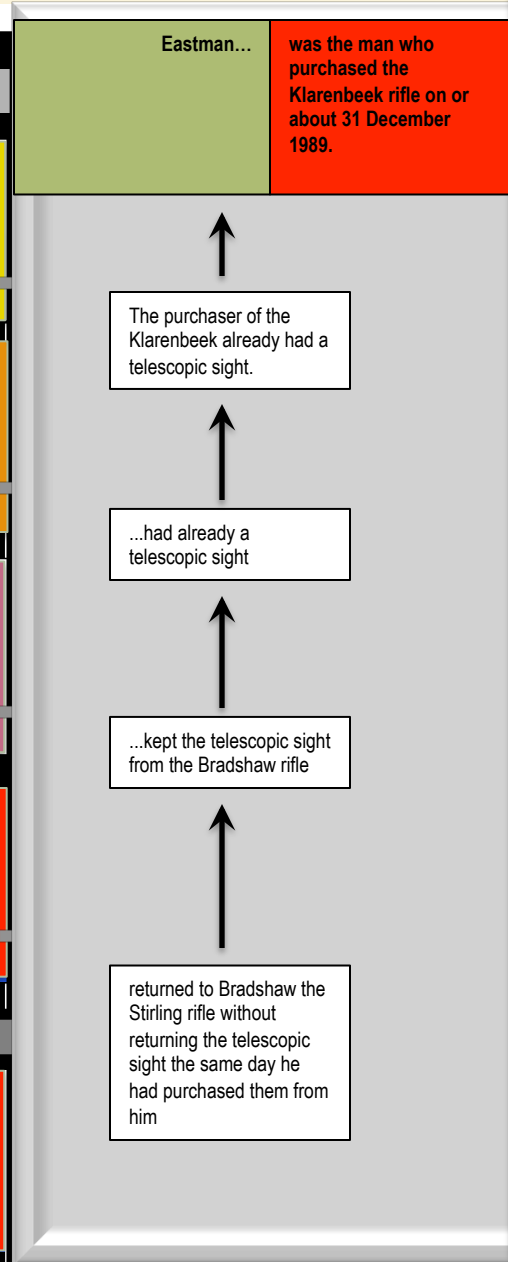 Eastman…
was the man who
purchased the
Klarenbeek rifle on or
about 31 December
1989.
The purchaser of the
Klarenbeek already had a
telescopic sight.
...had already a
telescopic sight
...kept the telescopic sight
from the Bradshaw rifle
returned to Bradshaw the
Stirling rifle without
returning the telescopic
sight the same day he
had purchased them from
him